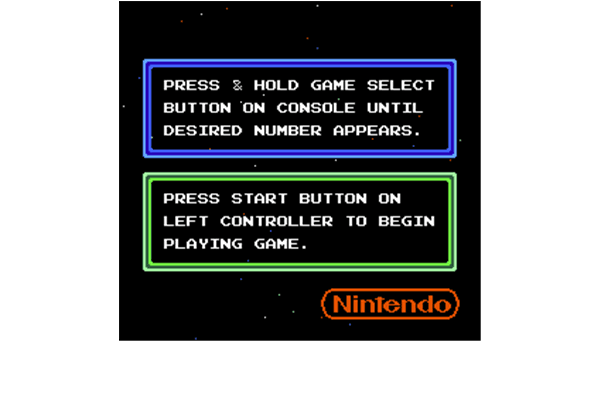 PRESS & HOLD GAME SELECT
BUTTON ON CONSOLE UNTIL
DESIRED NUMBER APPEARS.
PRESS START BUTTON ON
LEFT CONTROLLER TO BEGIN
PLAYING GAME.
Nintendo